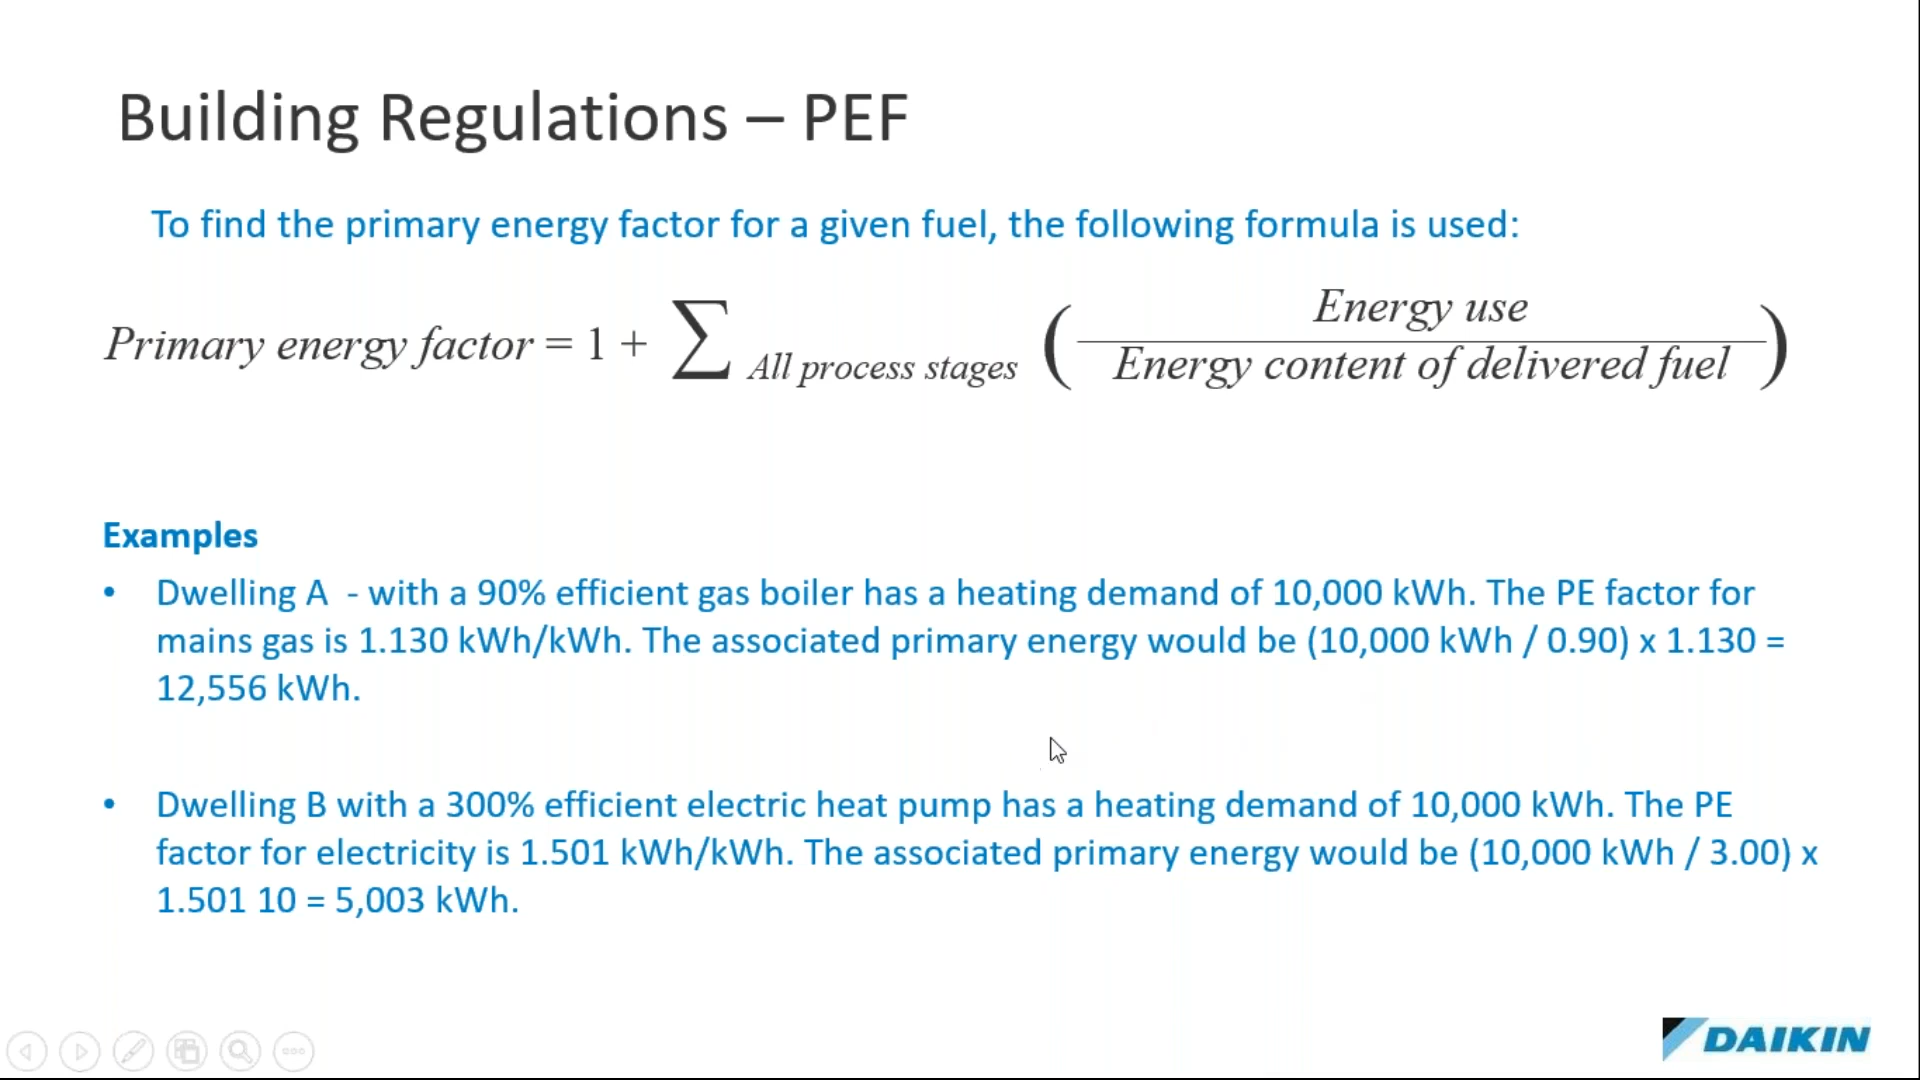 Building Regulations – PEF
To find the primary energy factor for a given fuel, the following formula is used:
Primary energy factor = 1 + ∑ All process stages ( Energy use / Energy content of delivered fuel )
Examples
• Dwelling A - with a 90% efficient gas boiler has a heating demand of 10,000 kWh. The PE factor for
mains gas is 1.130 kWh/kWh. The associated primary energy would be (10,000 kWh / 0.90) x 1.130 =
12,556 kWh.
• Dwelling B with a 300% efficient electric heat pump has a heating demand of 10,000 kWh. The PE
factor for electricity is 1.501 kWh/kWh. The associated primary energy would be (10,000 kWh / 3.00) x
1.501 10 = 5,003 kWh.
DAIKIN